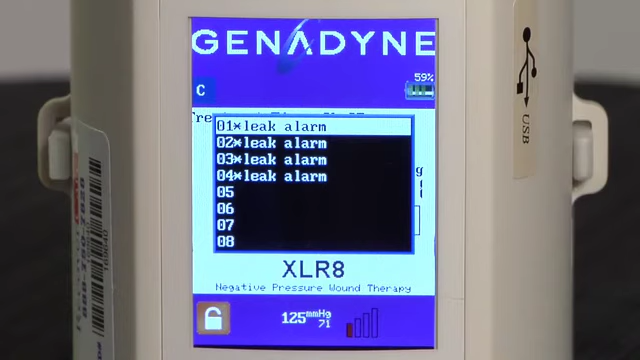 GENADYNE
59%
C
01*leak alarm
02*leak alarm
03*leak alarm
04*leak alarm
05
06
07
08
XLR8
Negative Pressure Wound Therapy
125mmHg
71
USB